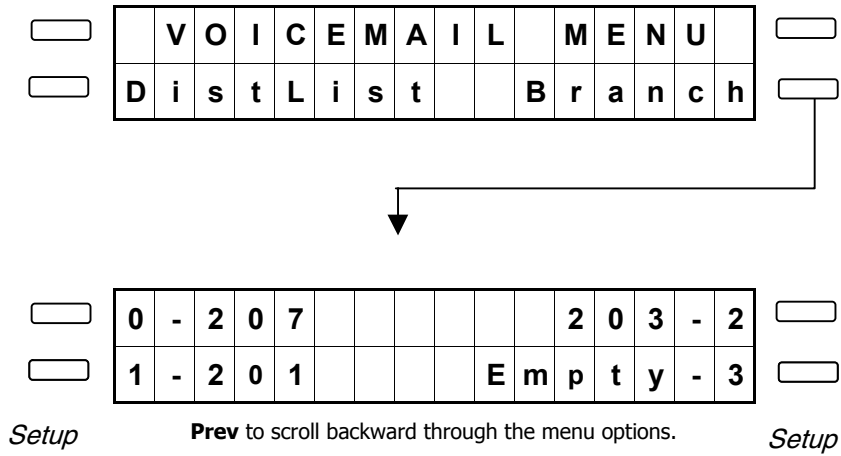 VOICEMAIL MENU
DistList Branch
0-207 203-2
1-201 Empty-3
Setup Prev to scroll backward through the menu options. Setup